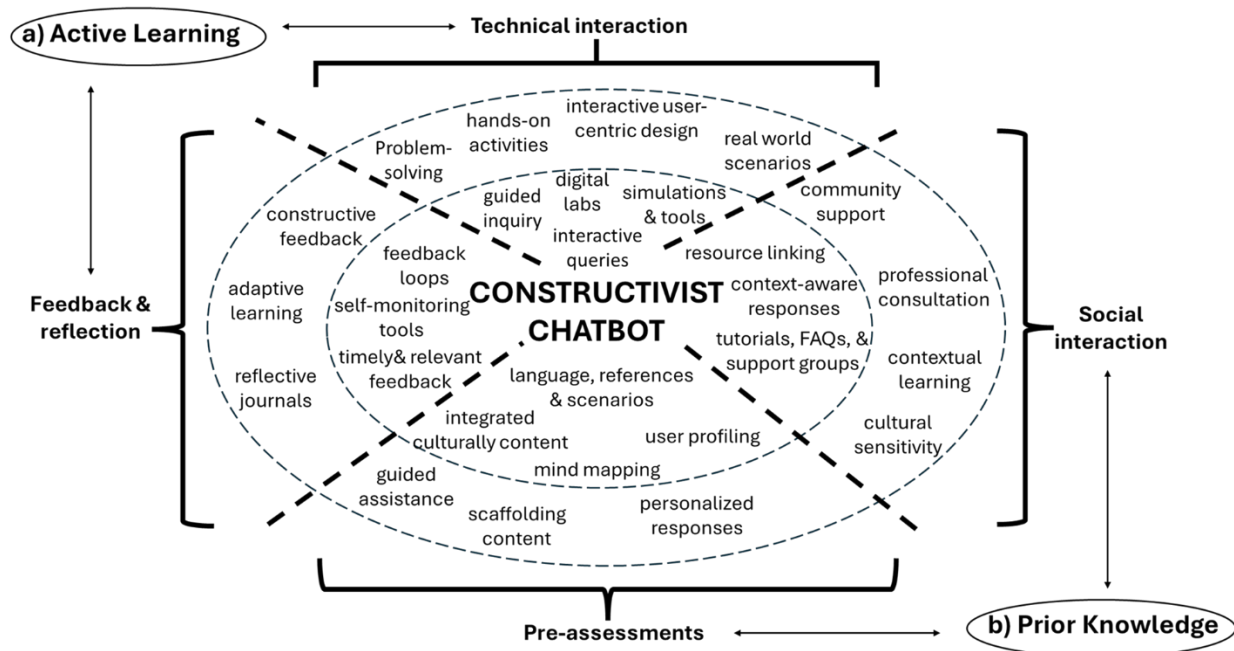 a) Active Learning
Technical interaction
interactive user-
centric design
hands-on
activities
real world
scenarios
Problem-
solving
digital
labs
simulations
& tools
guided
inquiry
community
support
constructive
feedback
interactive
queries
resource linking
feedback
loops
professional
consultation
CONSTRUCTIVIST
CHATBOT
context-aware
responses
adaptive
learning
self-monitoring
tools
Feedback &
reflection
Social
interaction
tutorials, FAQs, &
support groups
timely& relevant
feedback
contextual
learning
reflective
journals
language, references
& scenarios
integrated
culturally content
user profiling
cultural
sensitivity
mind mapping
guided
assistance
personalized
responses
scaffolding
content
Pre-assessments
b) Prior Knowledge